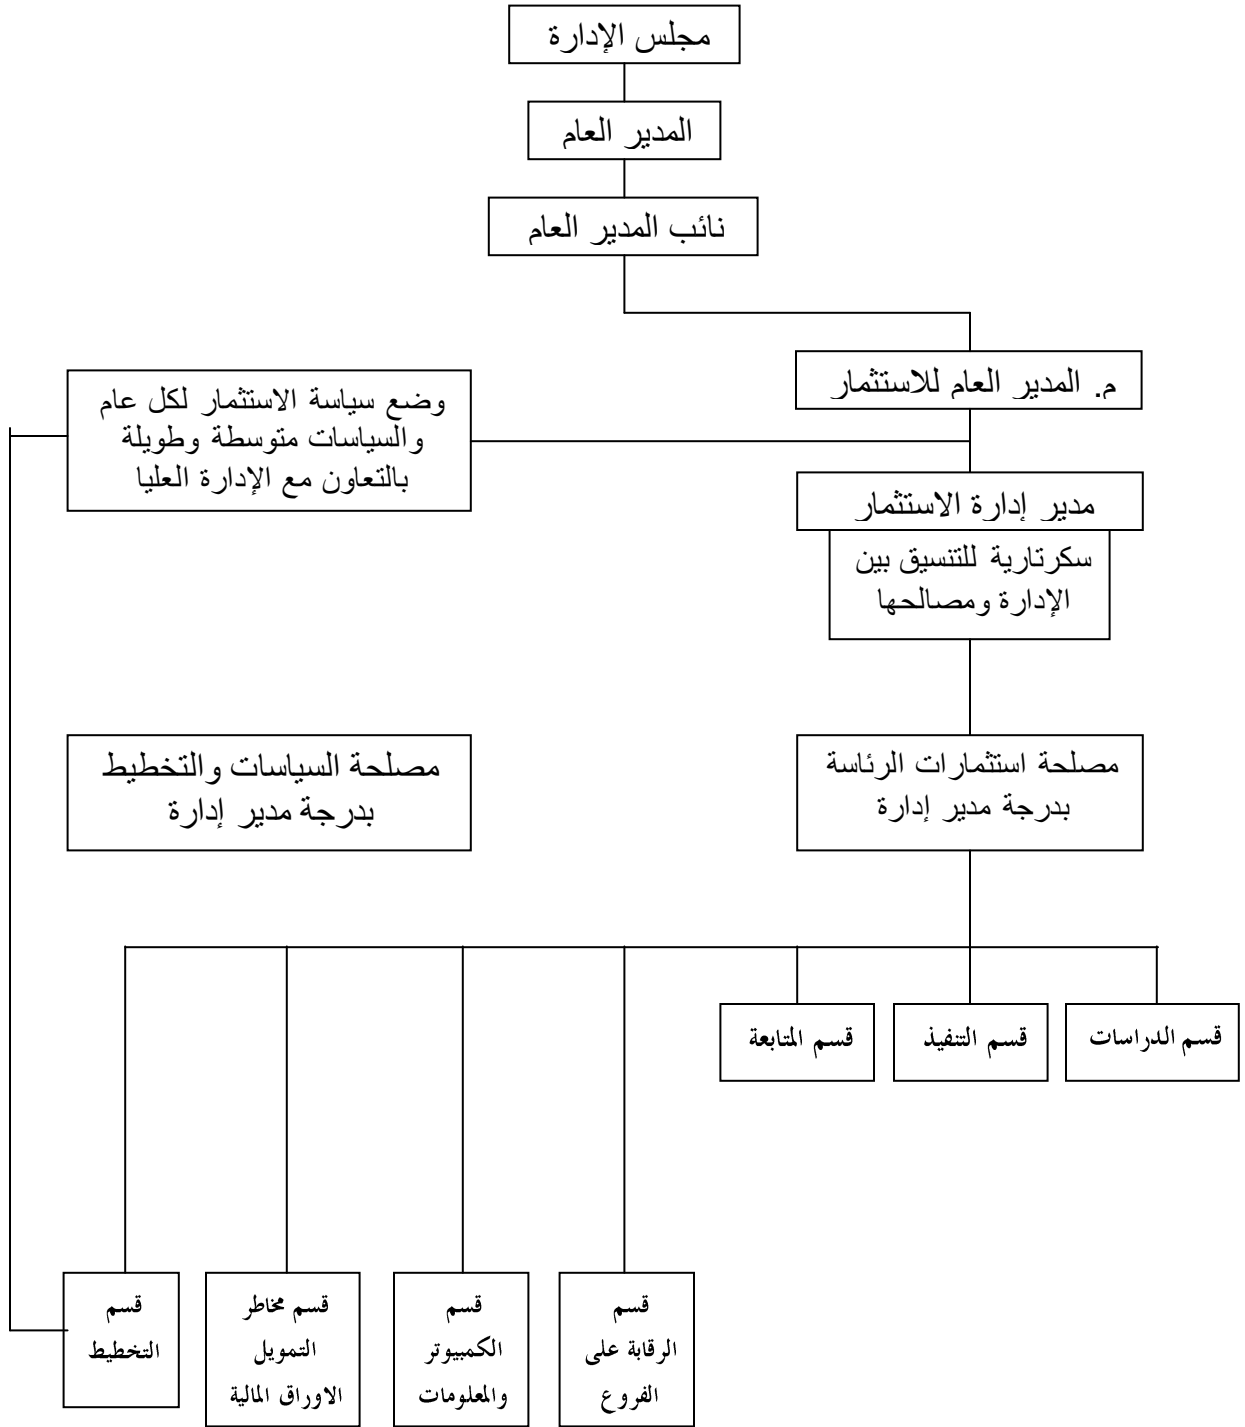 مجلس الإدارة
المدير العام
نائب المدير العام
م. المدير العام للاستثمار
وضع سياسة الاستثمار لكل عام
والسياسات متوسطة وطويلة
بالتعاون مع الإدارة العليا
مدير إدارة الاستثمار
سكرتارية للتنسيق بين
الإدارة ومصالحها
مصلحة استثمارات الرئاسة
بدرجة مدير إدارة
مصلحة السياسات والتخطيط
بدرجة مدير إدارة
قسم الدراسات
قسم التنفيذ
قسم المتابعة
قسم
الرقابة على
الفروع
قسم
الكمبيوتر
والمعلومات
قسم مخاطر
التمويل
الاوراق المالية
قسم
التخطيط